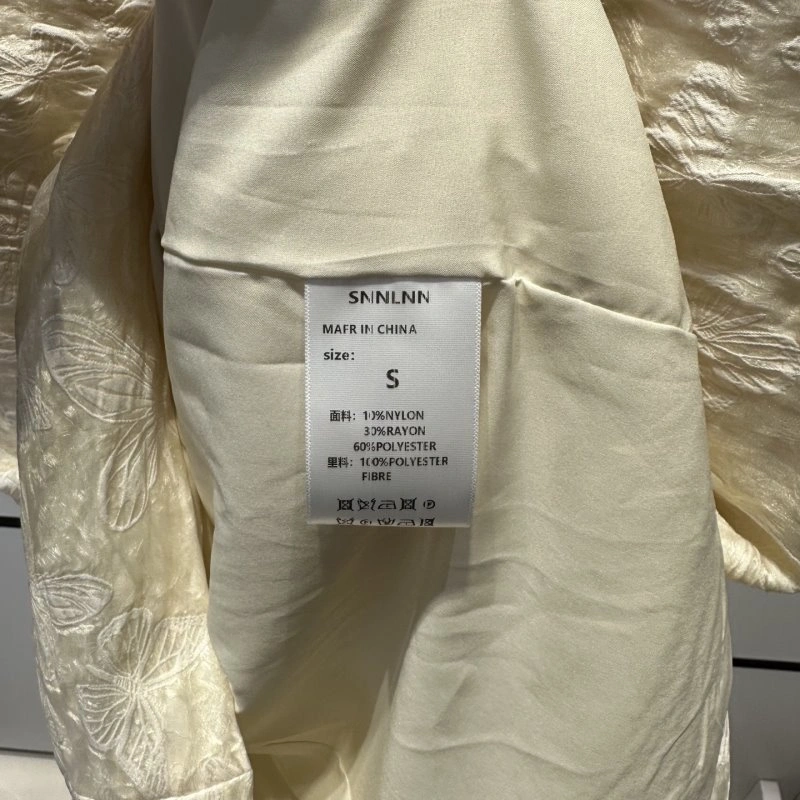 SNNLNN
MAFR IN CHINA
size:
S
面料: 10%NYLON
30%RAYON
60%POLYESTER
里料: 100%POLYESTER
FIBRE